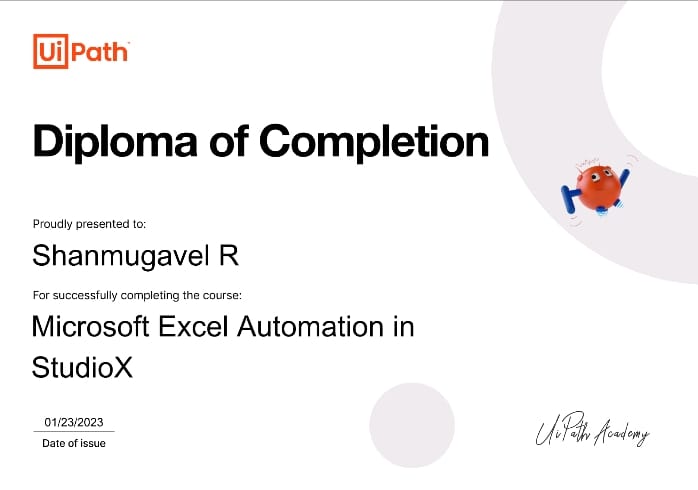 UiPath
Diploma of Completion
Proudly presented to:
Shanmugavel R
For successfully completing the course:
Microsoft Excel Automation in
StudioX
01/23/2023
Date of issue
UiPath Academy